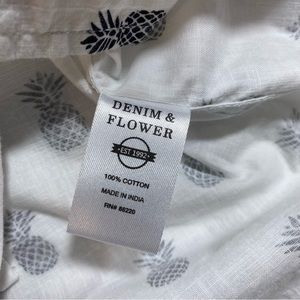 DENIM &
FLOWER
•EST 1992•
100% COTTON
MADE IN INDIA
RN# 86220